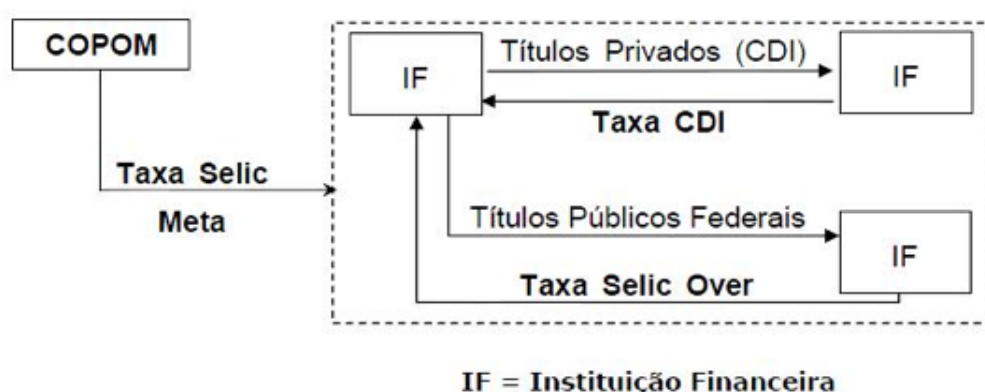 COPOM
Taxa Selic
Meta
IF
Títulos Privados (CDI)
IF
Taxa CDI
Títulos Públicos Federais
IF
Taxa Selic Over
IF = Instituição Financeira